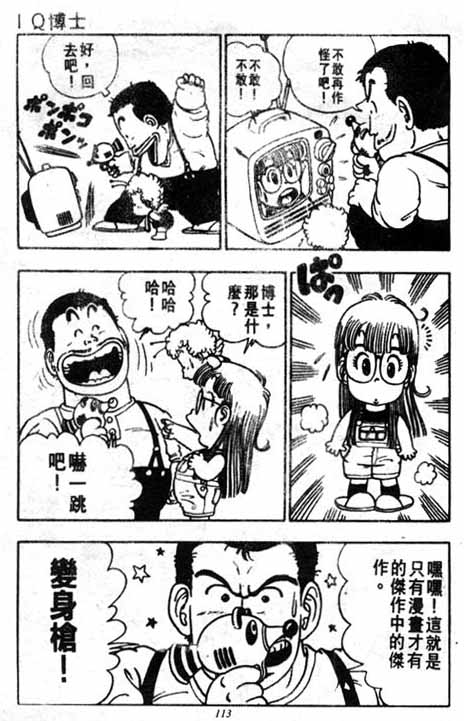 IQ博士
不敢再作
怪了吧！
不敢！
不敢！
好，回
去吧！
ポンポコ
ポンッ
ぱっ
博士，
那是什
麼？
哈哈
哈！
嚇一跳
吧！
嘿嘿！這就是
只有漫畫才有
的傑作中的傑
作。
變身槍！
113